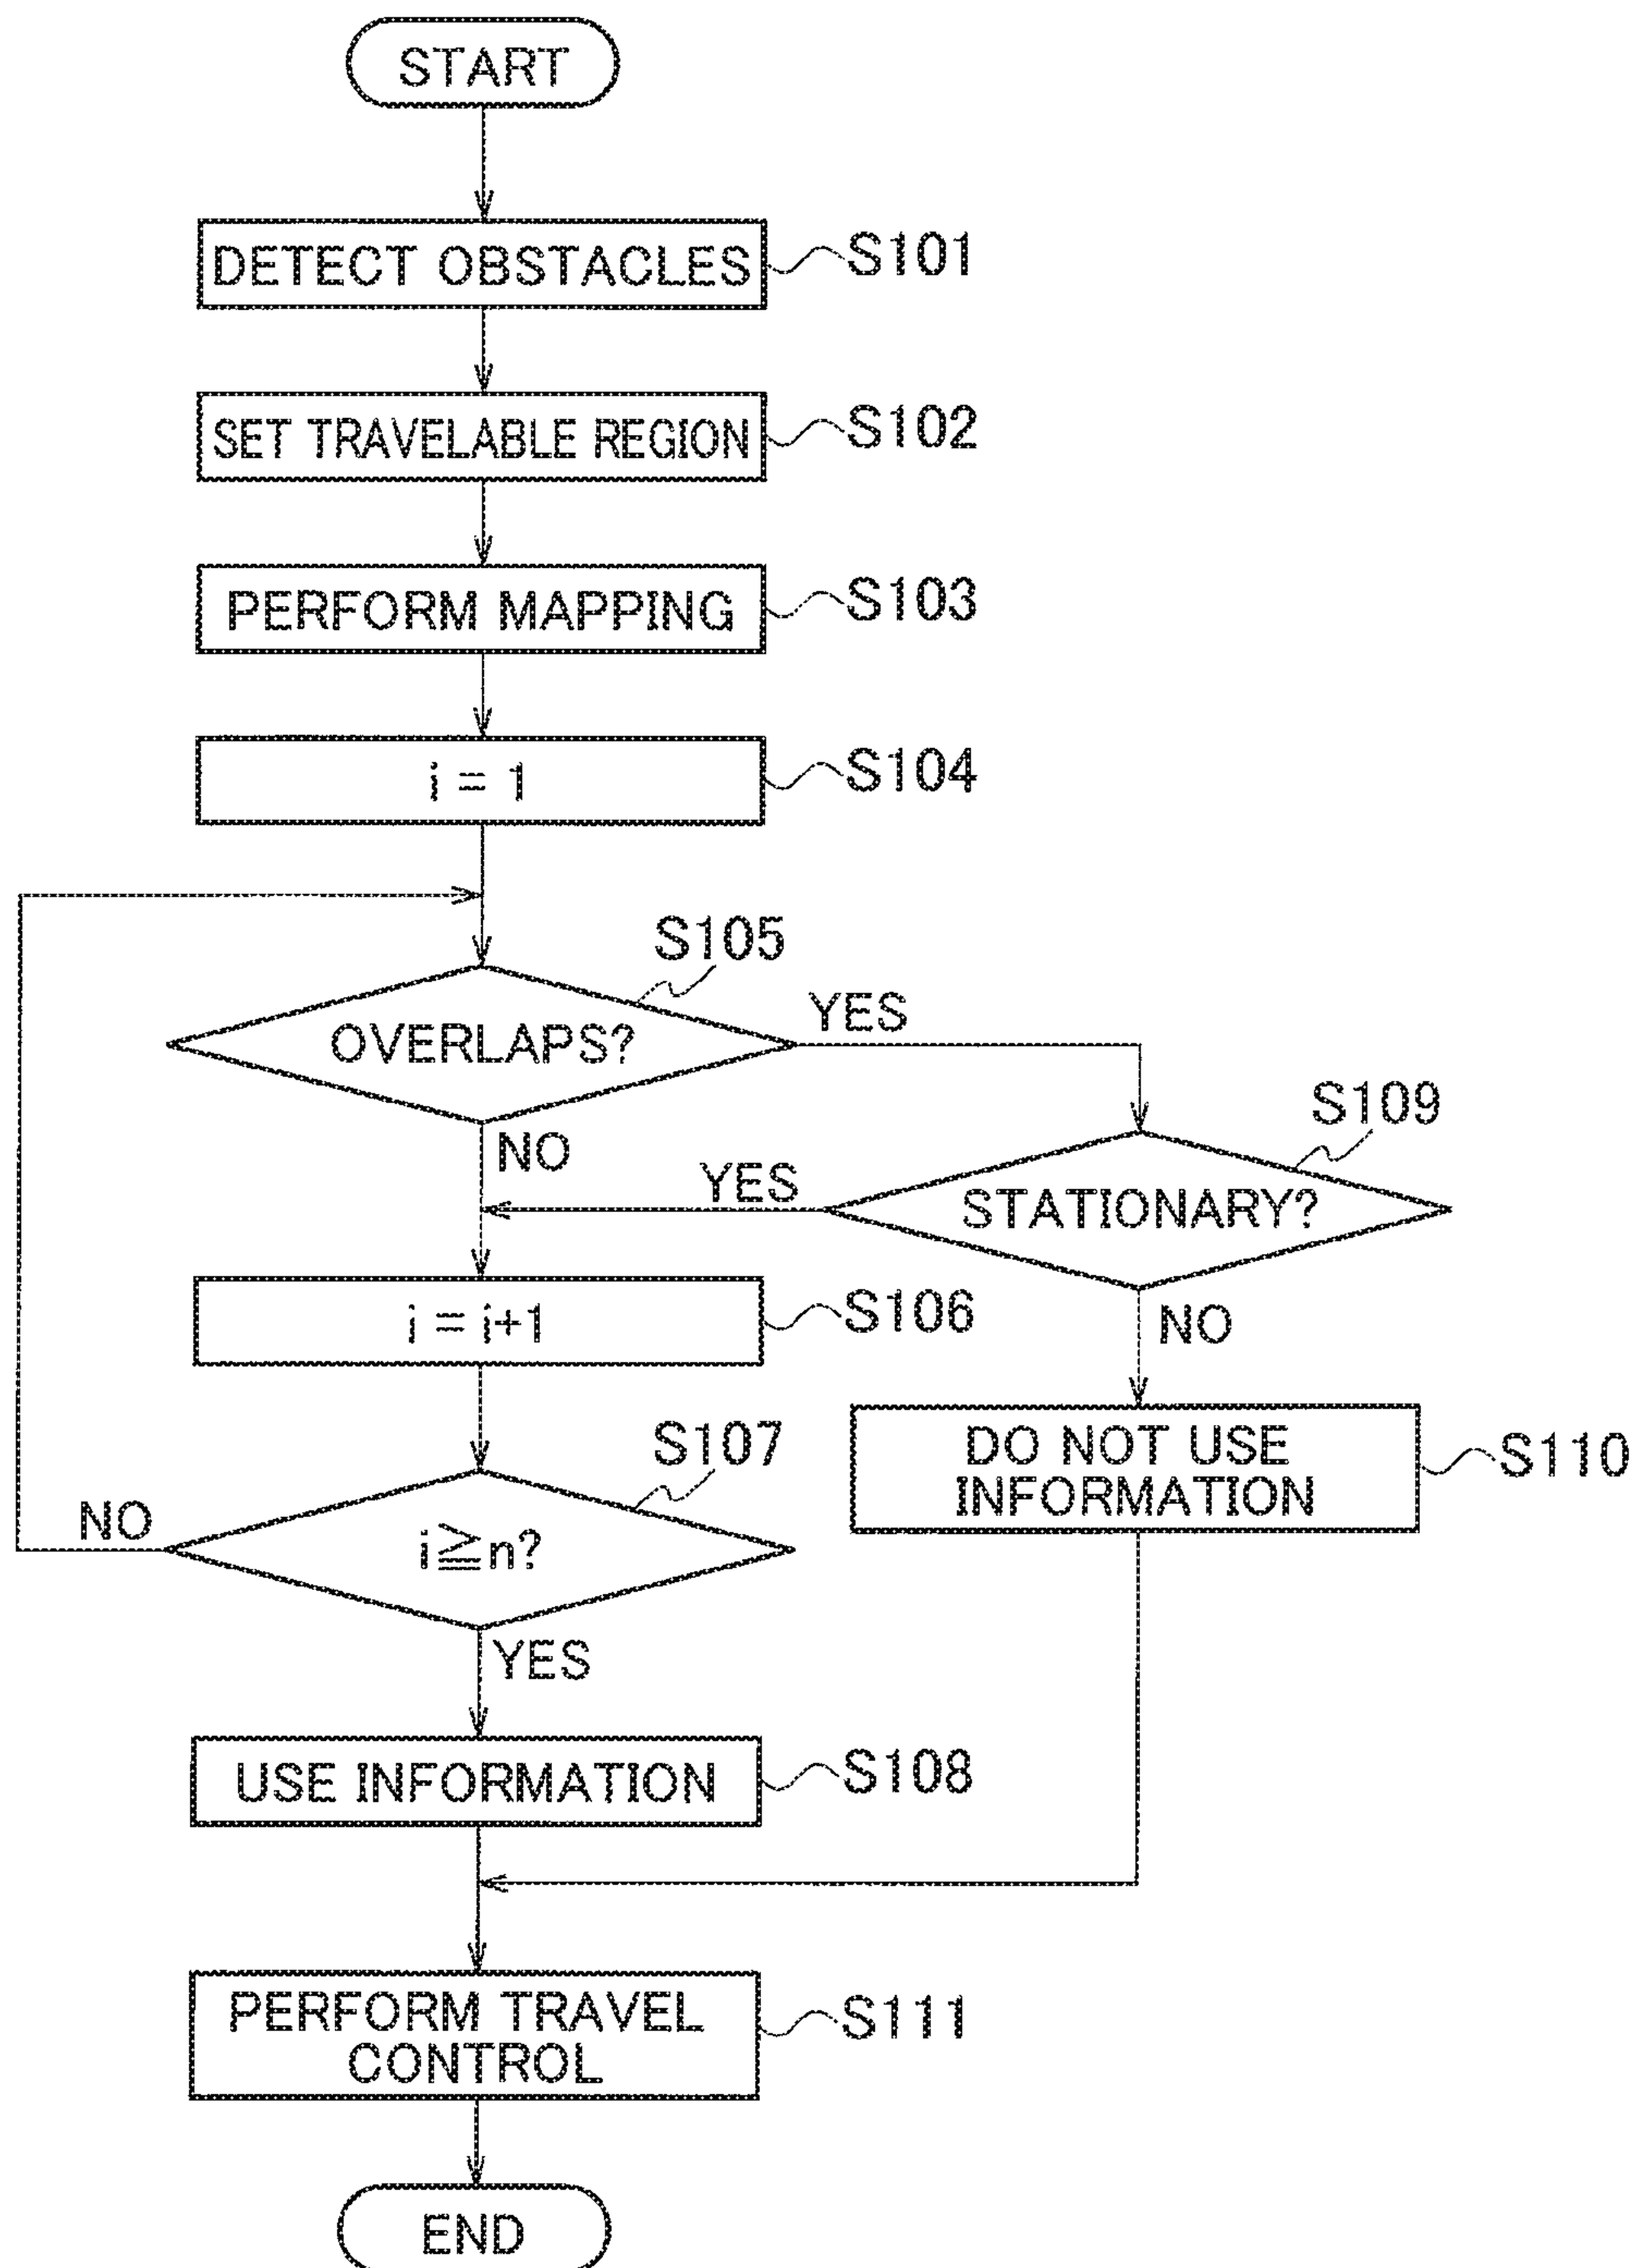 START
DETECT OBSTACLES
S101
SET TRAVELABLE REGION
S102
PERFORM MAPPING
S103
i = 1
S104
S105
OVERLAPS?
YES
NO
S109
STATIONARY?
YES
NO
i = i+1
S106
S107
i≧n?
NO
YES
DO NOT USE
INFORMATION
S110
USE INFORMATION
S108
PERFORM TRAVEL
CONTROL
S111
END